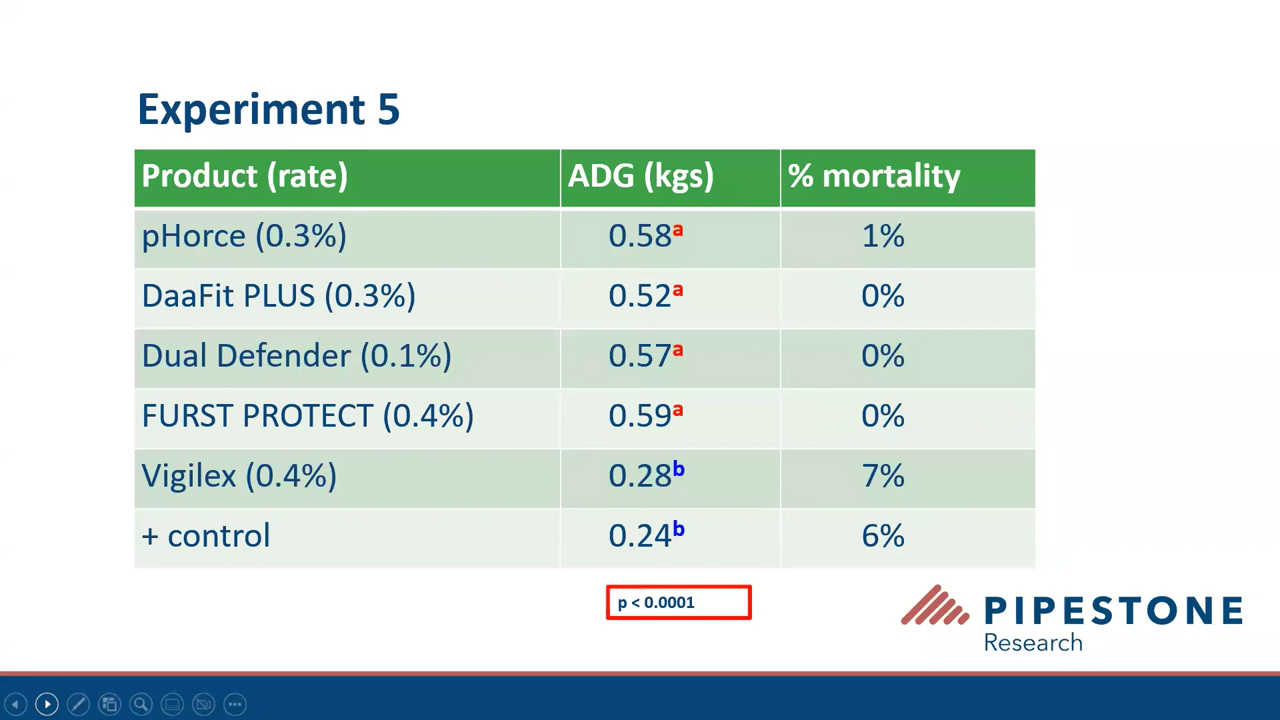 Experiment 5
Product (rate) ADG (kgs) % mortality
pHorce (0.3%) 0.58a 1%
DaaFit PLUS (0.3%) 0.52a 0%
Dual Defender (0.1%) 0.57a 0%
FURST PROTECT (0.4%) 0.59a 0%
Vigilex (0.4%) 0.28b 7%
+ control 0.24b 6%
p < 0.0001
PIPESTONE
Research